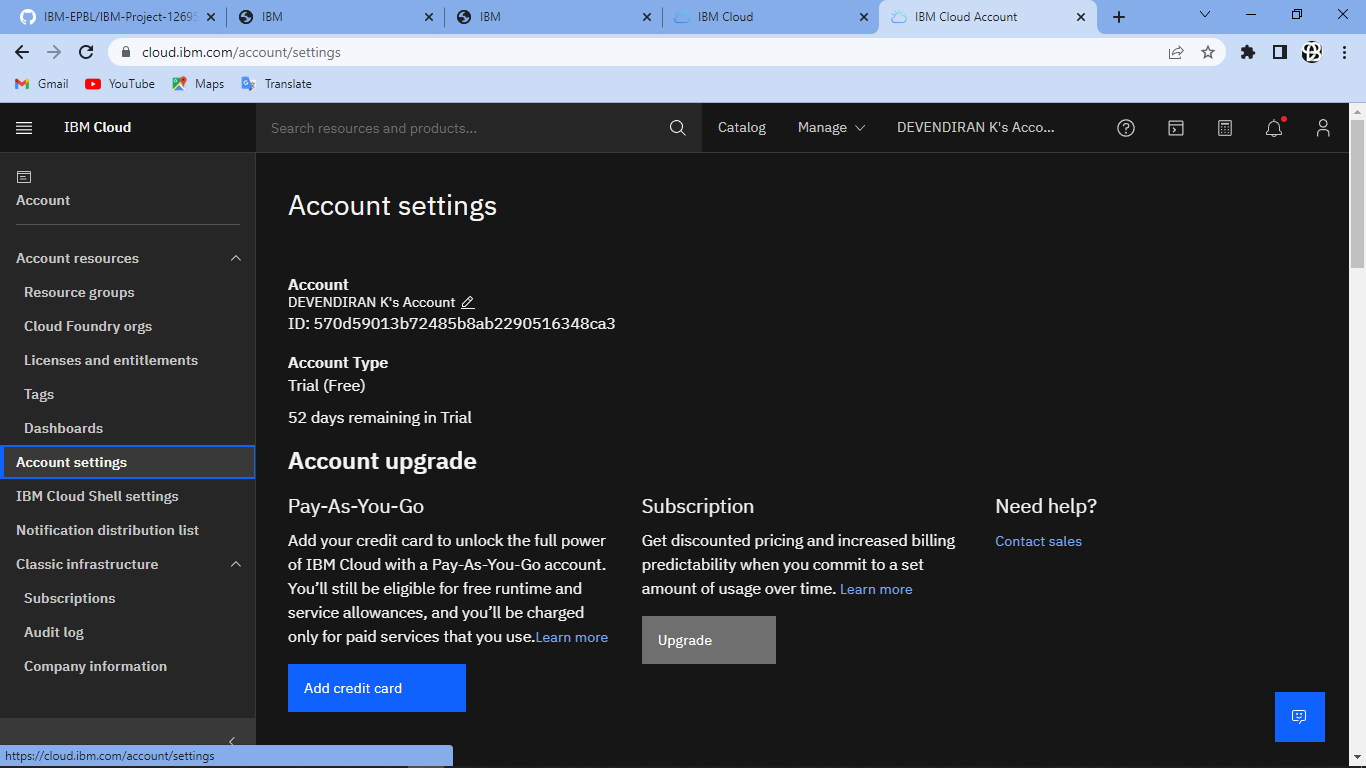 IBM-EPBL/IBM-Project-12695
IBM
IBM
IBM Cloud
IBM Cloud Account
cloud.ibm.com/account/settings
Gmail
YouTube
Maps
Translate
IBM Cloud
Search resources and products...
Catalog
Manage
DEVENDIRAN K's Acco...
Account
Account resources
Resource groups
Cloud Foundry orgs
Licenses and entitlements
Tags
Dashboards
Account settings
IBM Cloud Shell settings
Notification distribution list
Classic infrastructure
Subscriptions
Audit log
Company information
Account settings
Account
DEVENDIRAN K's Account
ID: 570d59013b72485b8ab2290516348ca3
Account Type
Trial (Free)
52 days remaining in Trial
Account upgrade
Pay-As-You-Go
Add your credit card to unlock the full power
of IBM Cloud with a Pay-As-You-Go account.
You’ll still be eligible for free runtime and
service allowances, and you’ll be charged
only for paid services that you use.Learn more
Add credit card
Subscription
Get discounted pricing and increased billing
predictability when you commit to a set
amount of usage over time. Learn more
Upgrade
Need help?
Contact sales
https://cloud.ibm.com/account/settings